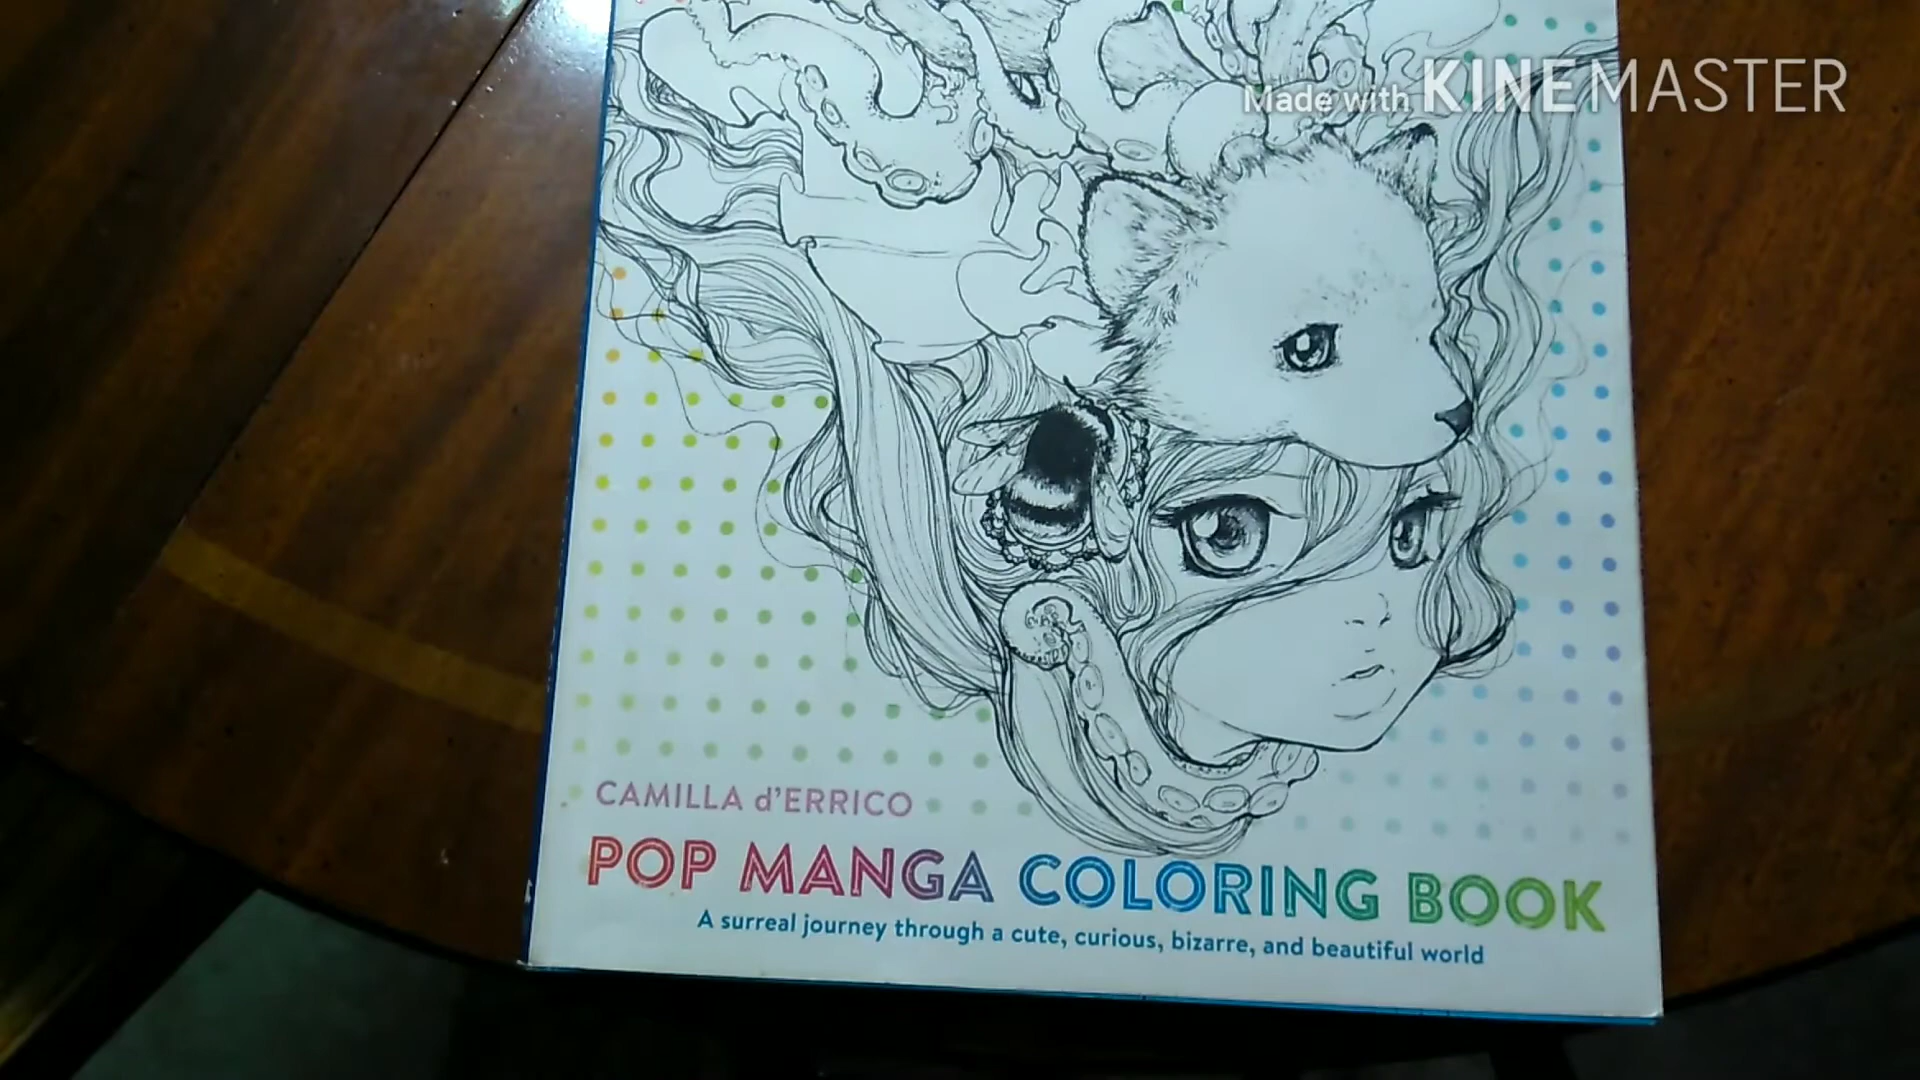 Made with KINEMASTER
CAMILLA d'ERRICO
POP MANGA COLORING BOOK
A surreal journey through a cute, curious, bizarre, and beautiful world